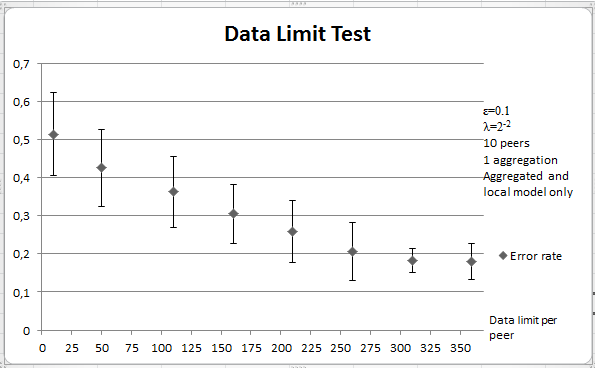 Data Limit Test
0,7
0,6
0,5
0,4
0,3
0,2
0,1
0
ε=0.1
λ=2-2
10 peers
1 aggregation
Aggregated and
local model only
Error rate
Data limit per
peer
0 25 50 75 100 125 150 175 200 225 250 275 300 325 350